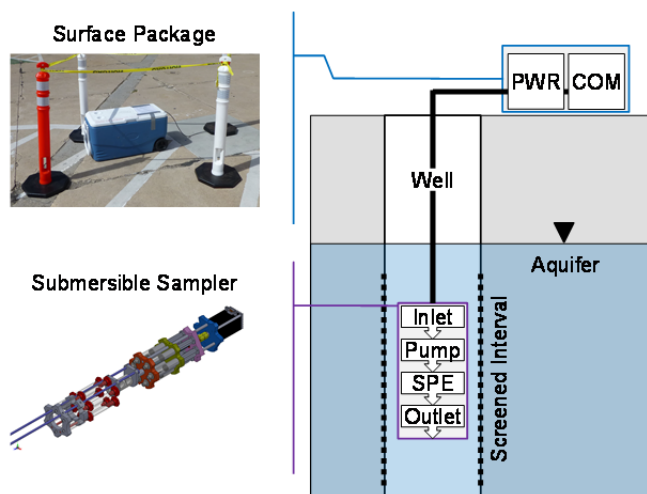 Surface Package
PWR
COM
Well
Aquifer
Submersible Sampler
Inlet
Pump
SPE
Outlet
Screened Interval